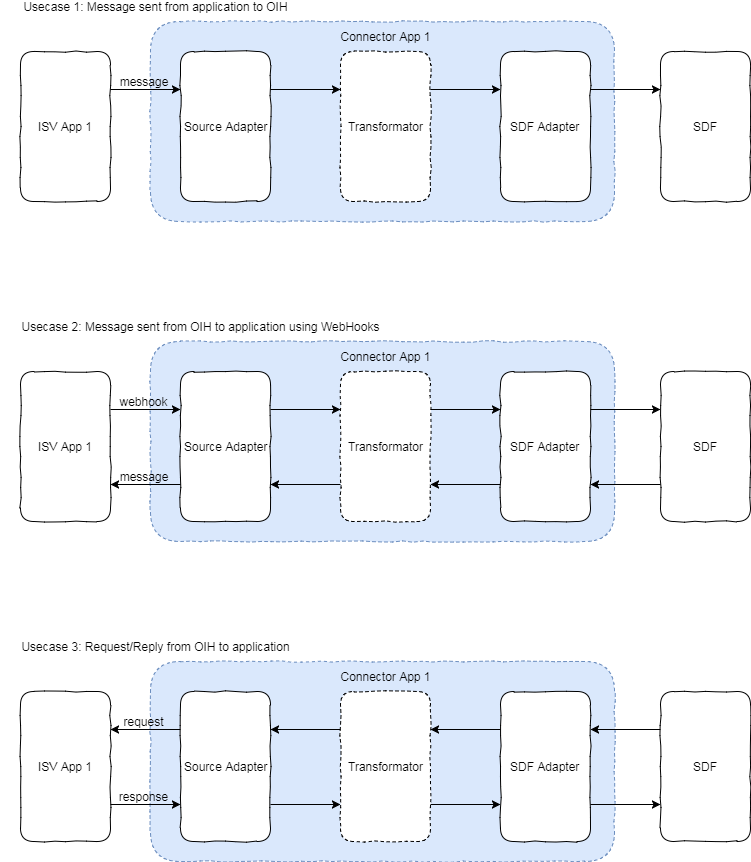 Usecase 1: Message sent from application to OIH
Connector App 1
message
ISV App 1
Source Adapter
Transformator
SDF Adapter
SDF
Usecase 2: Message sent from OIH to application using WebHooks
Connector App 1
webhook
ISV App 1
Source Adapter
Transformator
SDF Adapter
SDF
message
Usecase 3: Request/Reply from OIH to application
Connector App 1
request
ISV App 1
Source Adapter
Transformator
SDF Adapter
SDF
response